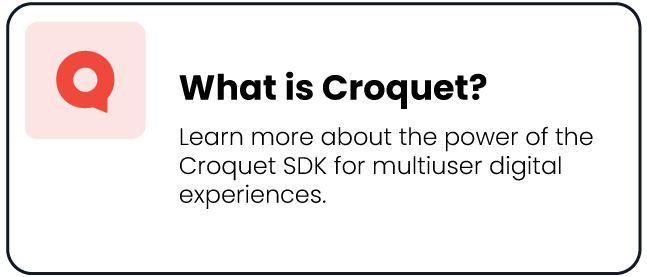 What is Croquet?
Learn more about the power of the
Croquet SDK for multiuser digital
experiences.